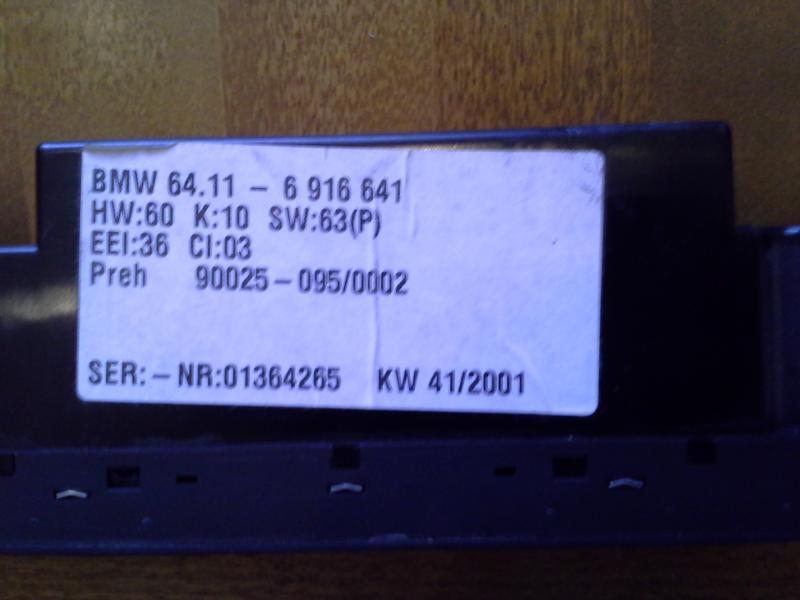 BMW 64.11 - 6 916 641
HW:60 K:10 SW:63(P)
EEI:36 CI:03
Preh 90025-095/0002
SER:-NR:01364265 KW 41/2001